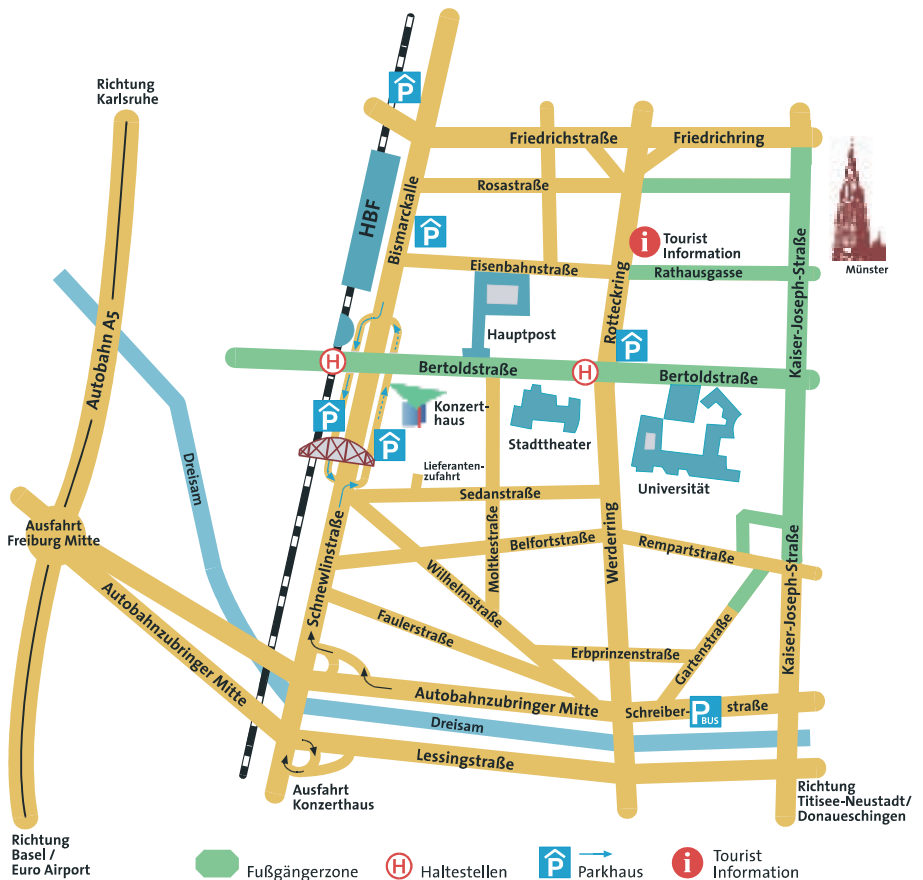 Richtung
Karlsruhe
P
Friedrichstraße
Friedrichring
Rosastraße
HBF
Bismarckalle
P
i
Tourist
Information
Münster
Eisenbahnstraße
Rathausgasse
Rotteckring
Kaiser-Joseph-Straße
Autobahn A5
Hauptpost
P
H
Bertoldstraße
H
Bertoldstraße
P
Konzert-
haus
Stadttheater
P
Lieferanten-
zufahrt
Universität
Dreisam
Sedanstraße
Ausfahrt
Freiburg Mitte
Schnewlinstraße
Belfortstraße
Moltkestraße
Werderring
Rempartstraße
Wilhelmstraße
Kaiser-Joseph-Straße
Autobahnzubringer Mitte
Faulerstraße
Erbprinzenstraße
Gartenstraße
Autobahnzubringer Mitte
Schreiber-
P
BUS
straße
Dreisam
Lessingstraße
Ausfahrt
Konzerthaus
Richtung
Titisee-Neustadt/
Donaueschingen
Richtung
Basel /
Euro Airport
Fußgängerzone
H
Haltestellen
P
Parkhaus
i
Tourist
Information